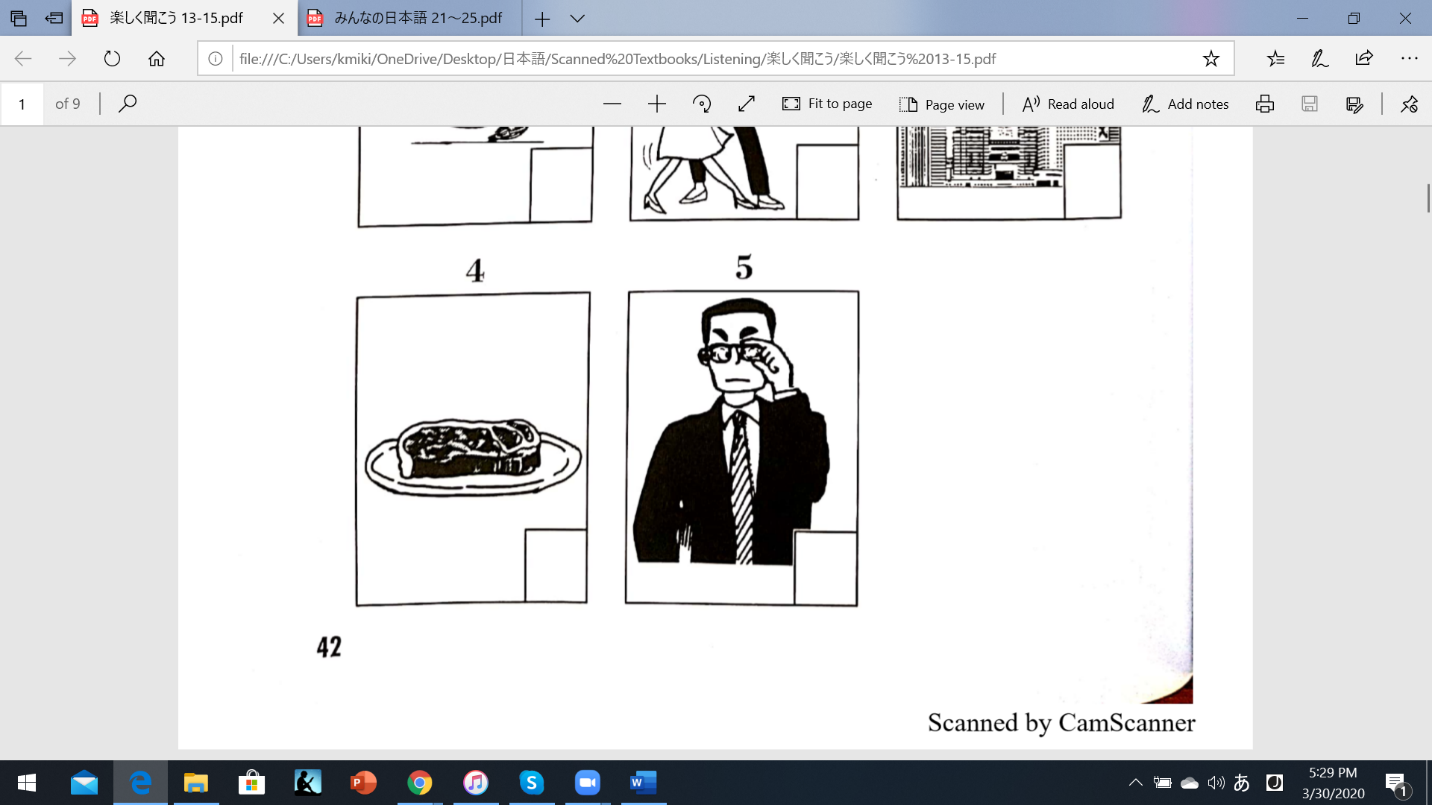 楽しく聞こう 13-15.pdf
みんなの日本語 21～25.pdf
file:///C:/Users/kmiki/OneDrive/Desktop/日本語/Scanned%20Textbooks/Listening/楽しく聞こう/楽しく聞こう%2013-15.pdf
1 of 9 Fit to page Page view Read aloud Add notes
4 5
42
Scanned by CamScanner
あ
5:29 PM
3/30/2020
1